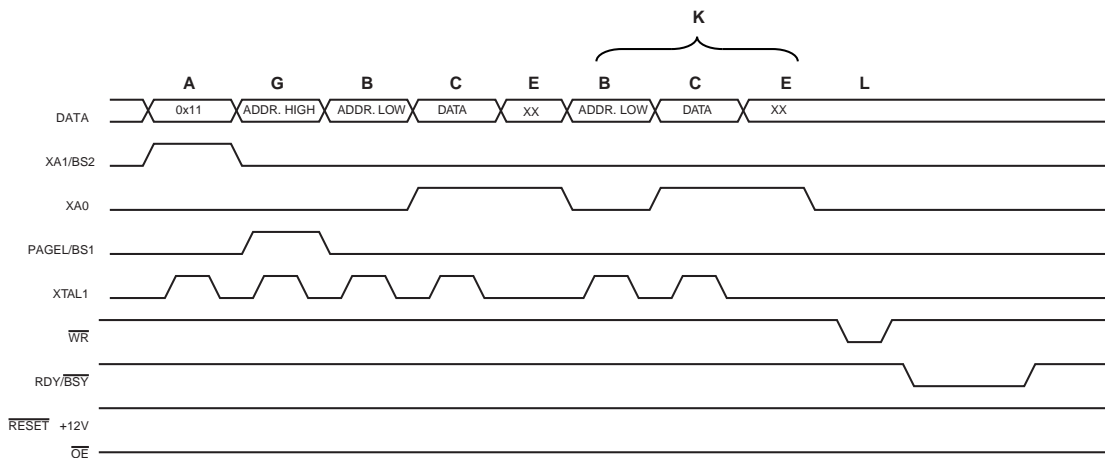 K
A G B C E B C E L
DATA 0x11 ADDR. HIGH ADDR. LOW DATA XX ADDR. LOW DATA XX
XA1/BS2
XA0
PAGEL/BS1
XTAL1
WR
RDY/BSY
RESET +12V
OE